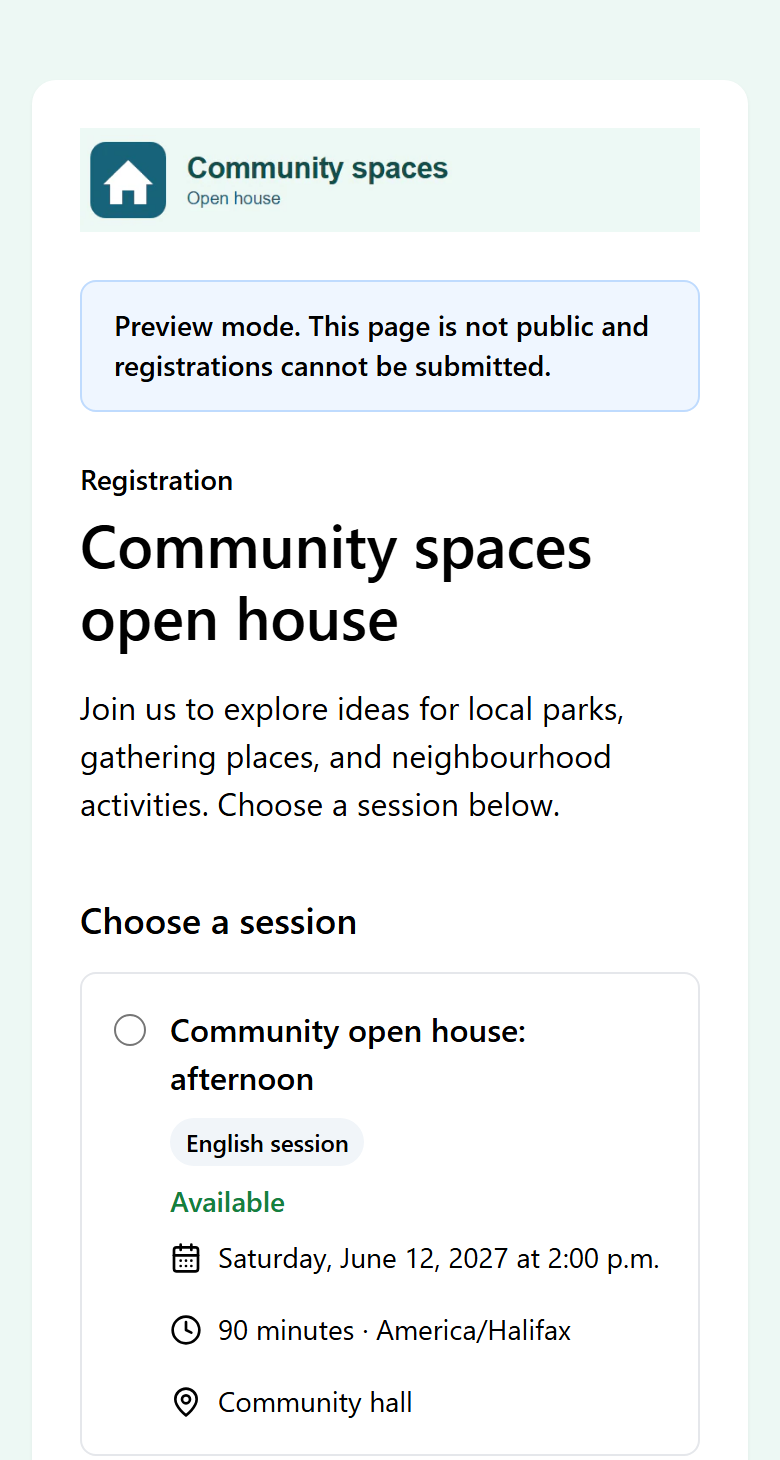 Community spaces
Open house
Preview mode. This page is not public and
registrations cannot be submitted.
Registration
Community spaces
open house
Join us to explore ideas for local parks,
gathering places, and neighbourhood
activities. Choose a session below.
Choose a session
Community open house:
afternoon
English session
Available
Saturday, June 12, 2027 at 2:00 p.m.
90 minutes · America/Halifax
Community hall